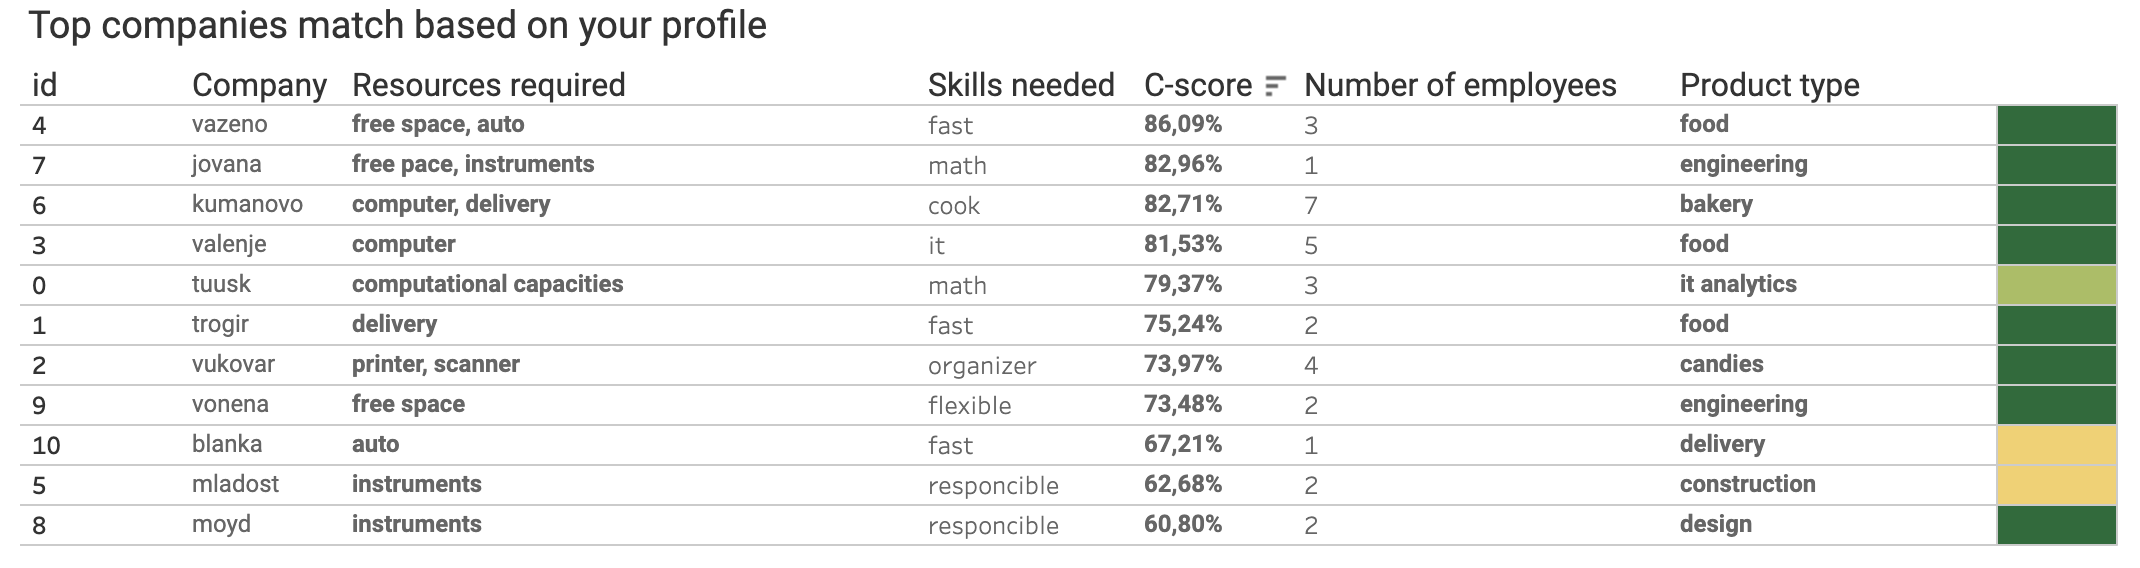 Top companies match based on your profile
id Company Resources required Skills needed C-score Number of employees Product type
4 vazeno free space, auto fast 86,09% 3 food
7 jovana free pace, instruments math 82,96% 1 engineering
6 kumanovo computer, delivery cook 82,71% 7 bakery
3 valenje computer it 81,53% 5 food
0 tuusk computational capacities math 79,37% 3 it analytics
1 trogir delivery fast 75,24% 2 food
2 vukovar printer, scanner organizer 73,97% 4 candies
9 vonena free space flexible 73,48% 2 engineering
10 blanka auto fast 67,21% 1 delivery
5 mladost instruments responcible 62,68% 2 construction
8 moyd instruments responcible 60,80% 2 design